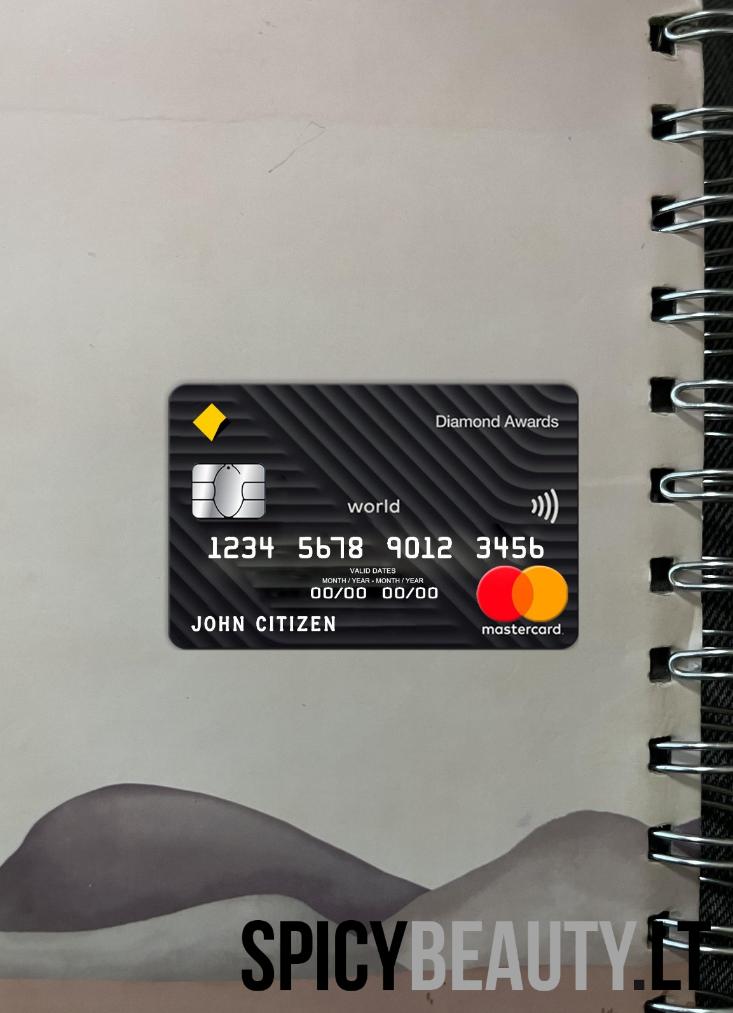 Diamond Awards
world
1234 5678 9012 3456
VALID DATES
MONTH / YEAR - MONTH / YEAR
00/00 00/00
JOHN CITIZEN
mastercard.
SPICYBEAUTY.LT